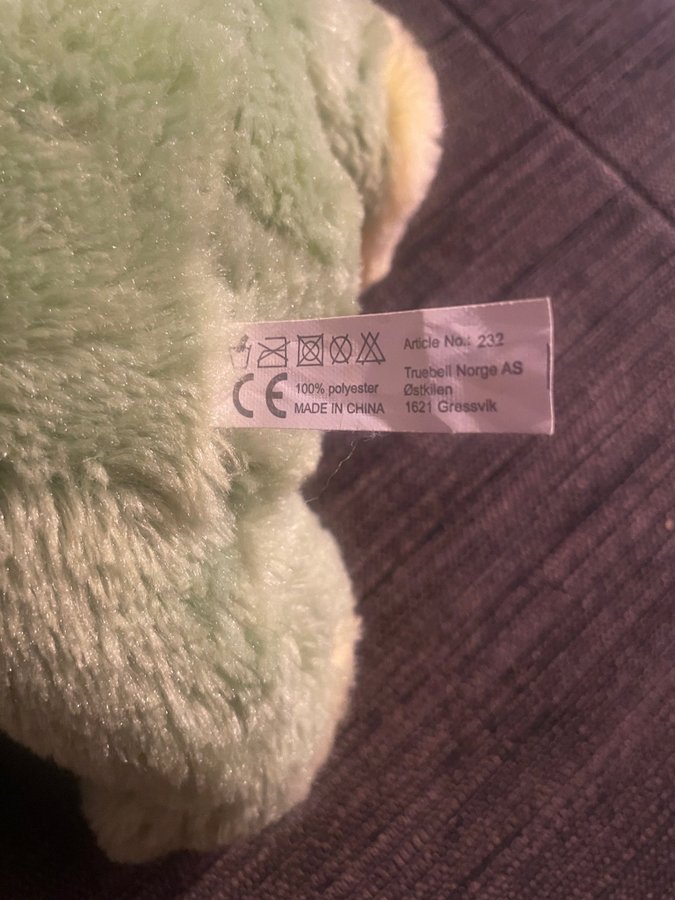 Article No.: 232
Truebell Norge AS
Østkilen
1621 Gressvik
CE
100% polyester
MADE IN CHINA